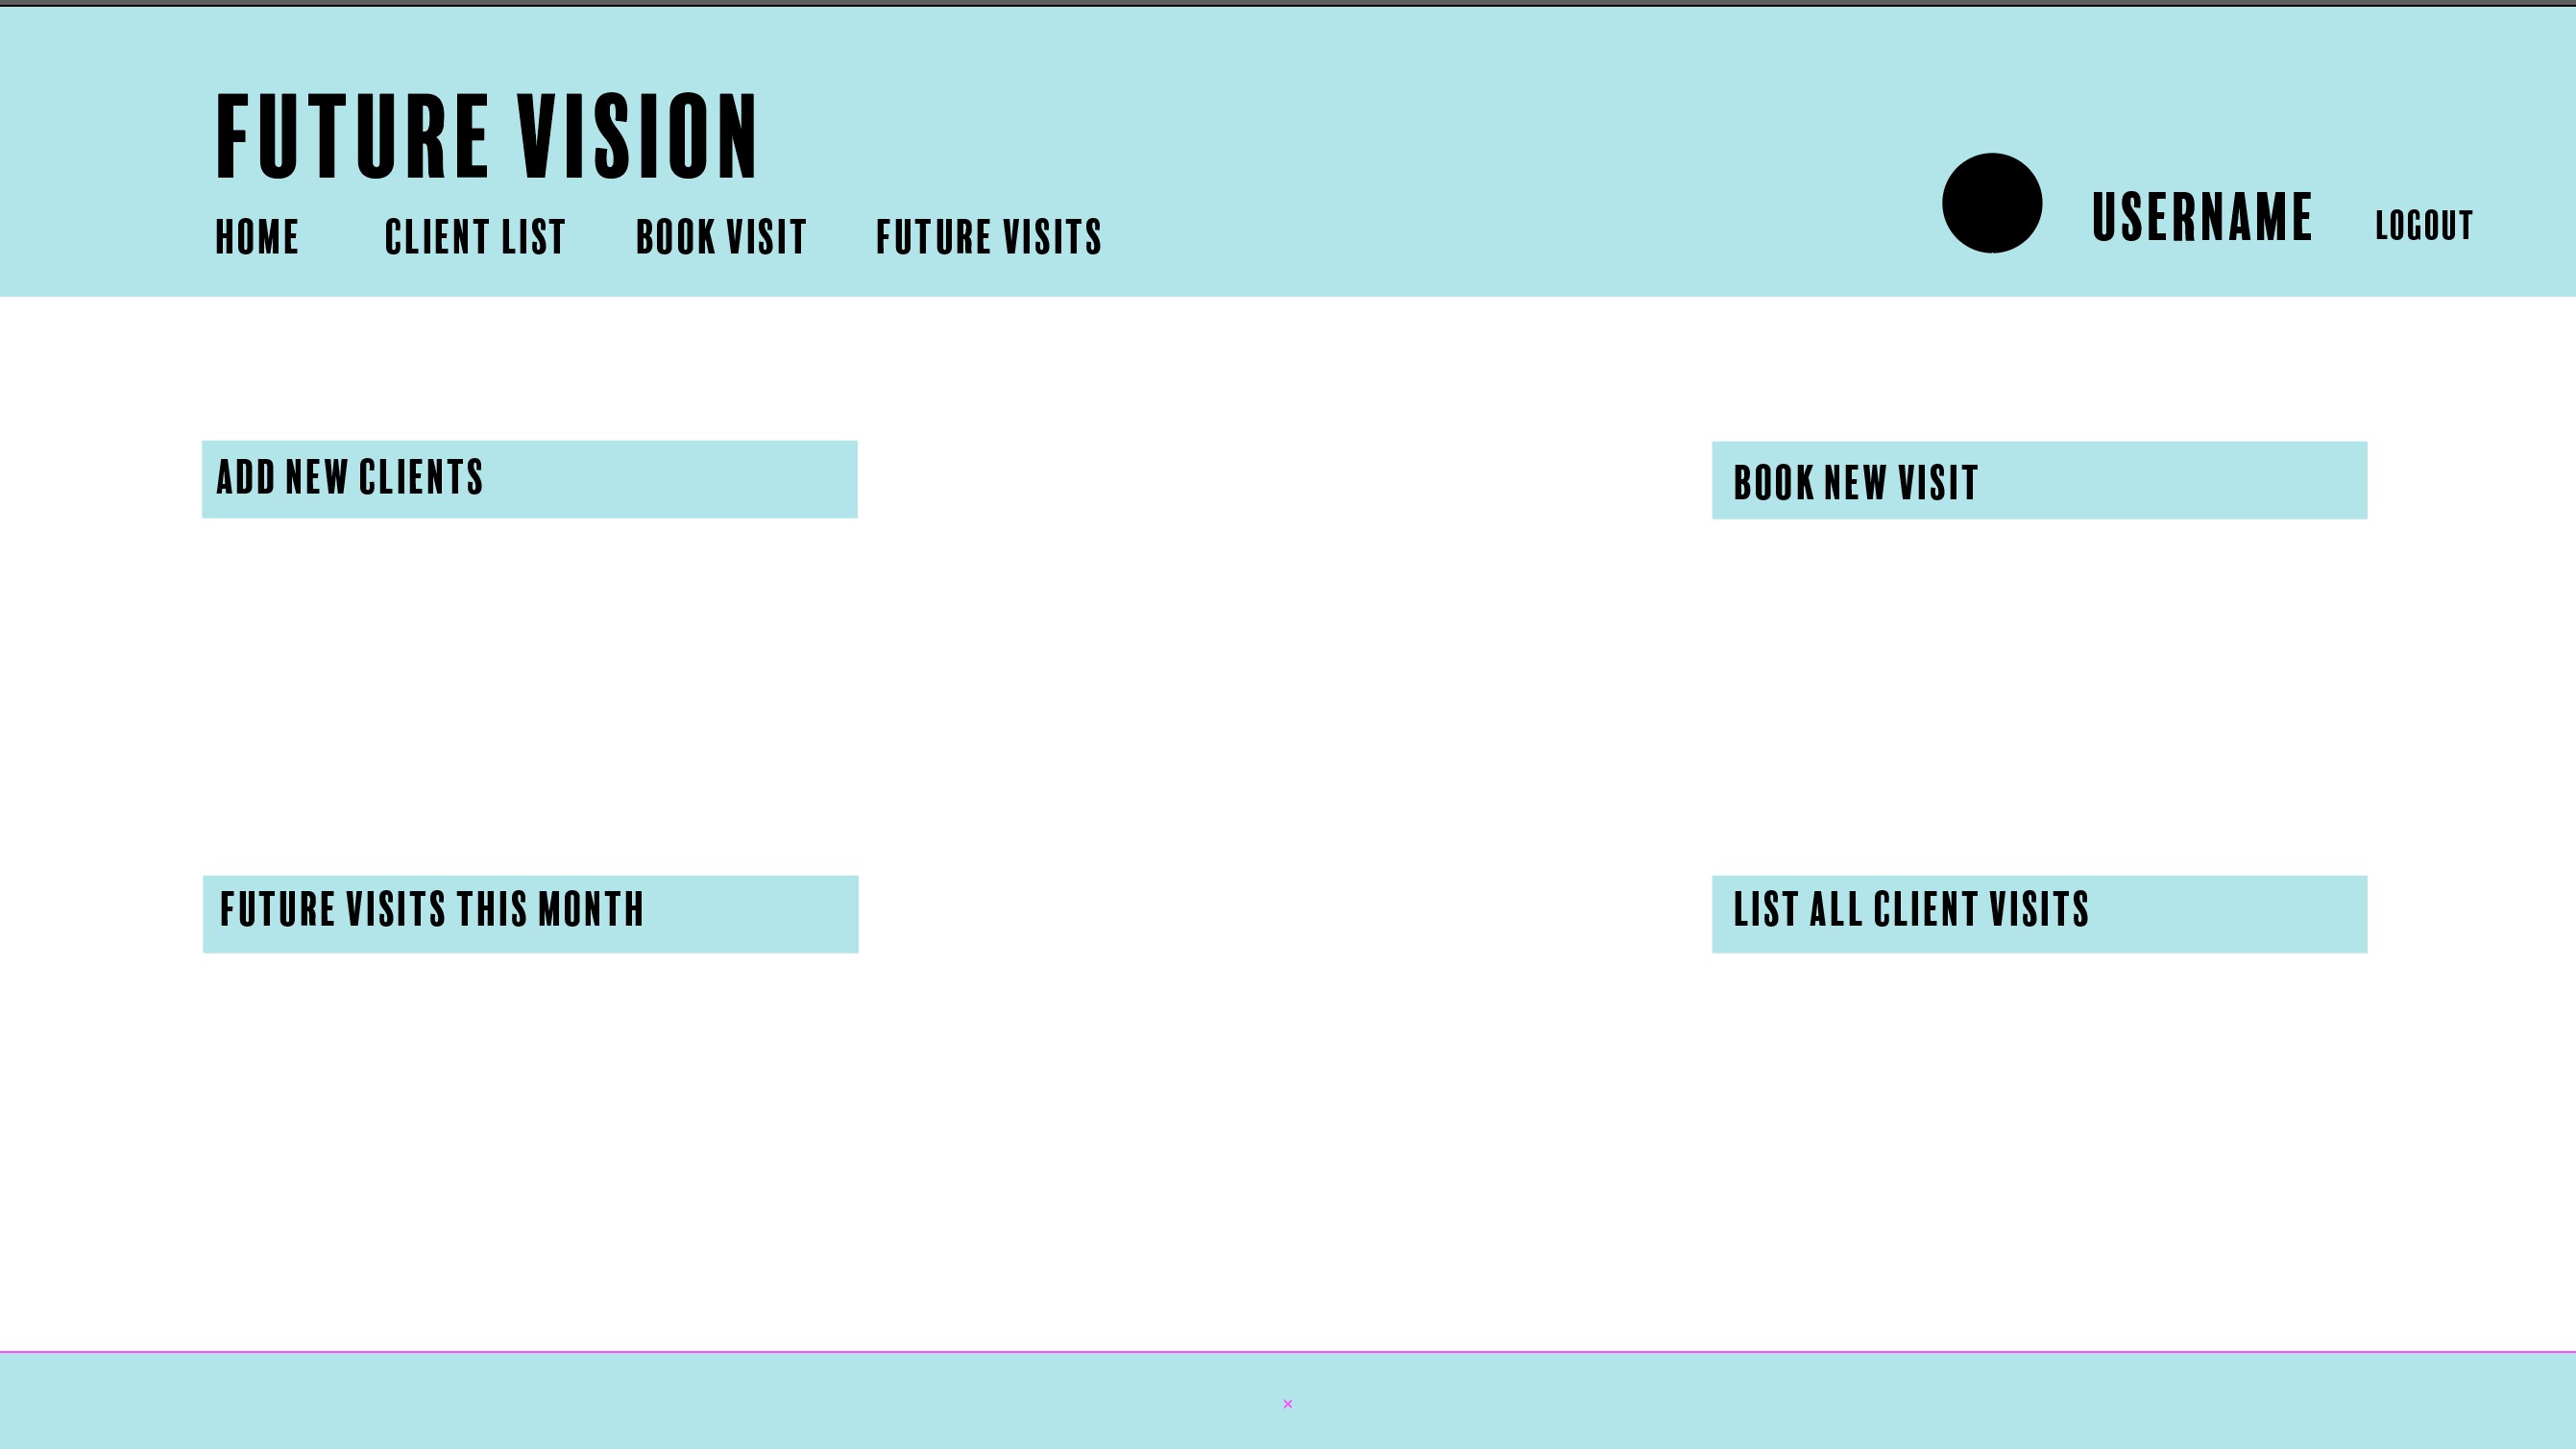 FUTURE VISION
HOME CLIENT LIST BOOK VISIT FUTURE VISITS
USERNAME LOGOUT
ADD NEW CLIENTS
BOOK NEW VISIT
FUTURE VISITS THIS MONTH
LIST ALL CLIENT VISITS